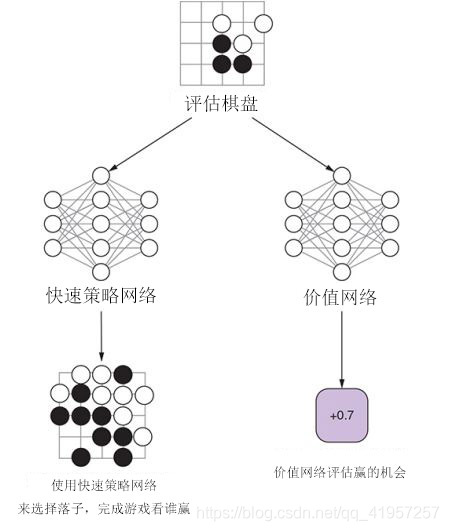 评估棋盘
快速策略网络
价值网络
+0.7
使用快速策略网络
来选择落子，完成游戏看谁赢
价值网络评估赢的机会
https://blog.csdn.net/qq_41957257